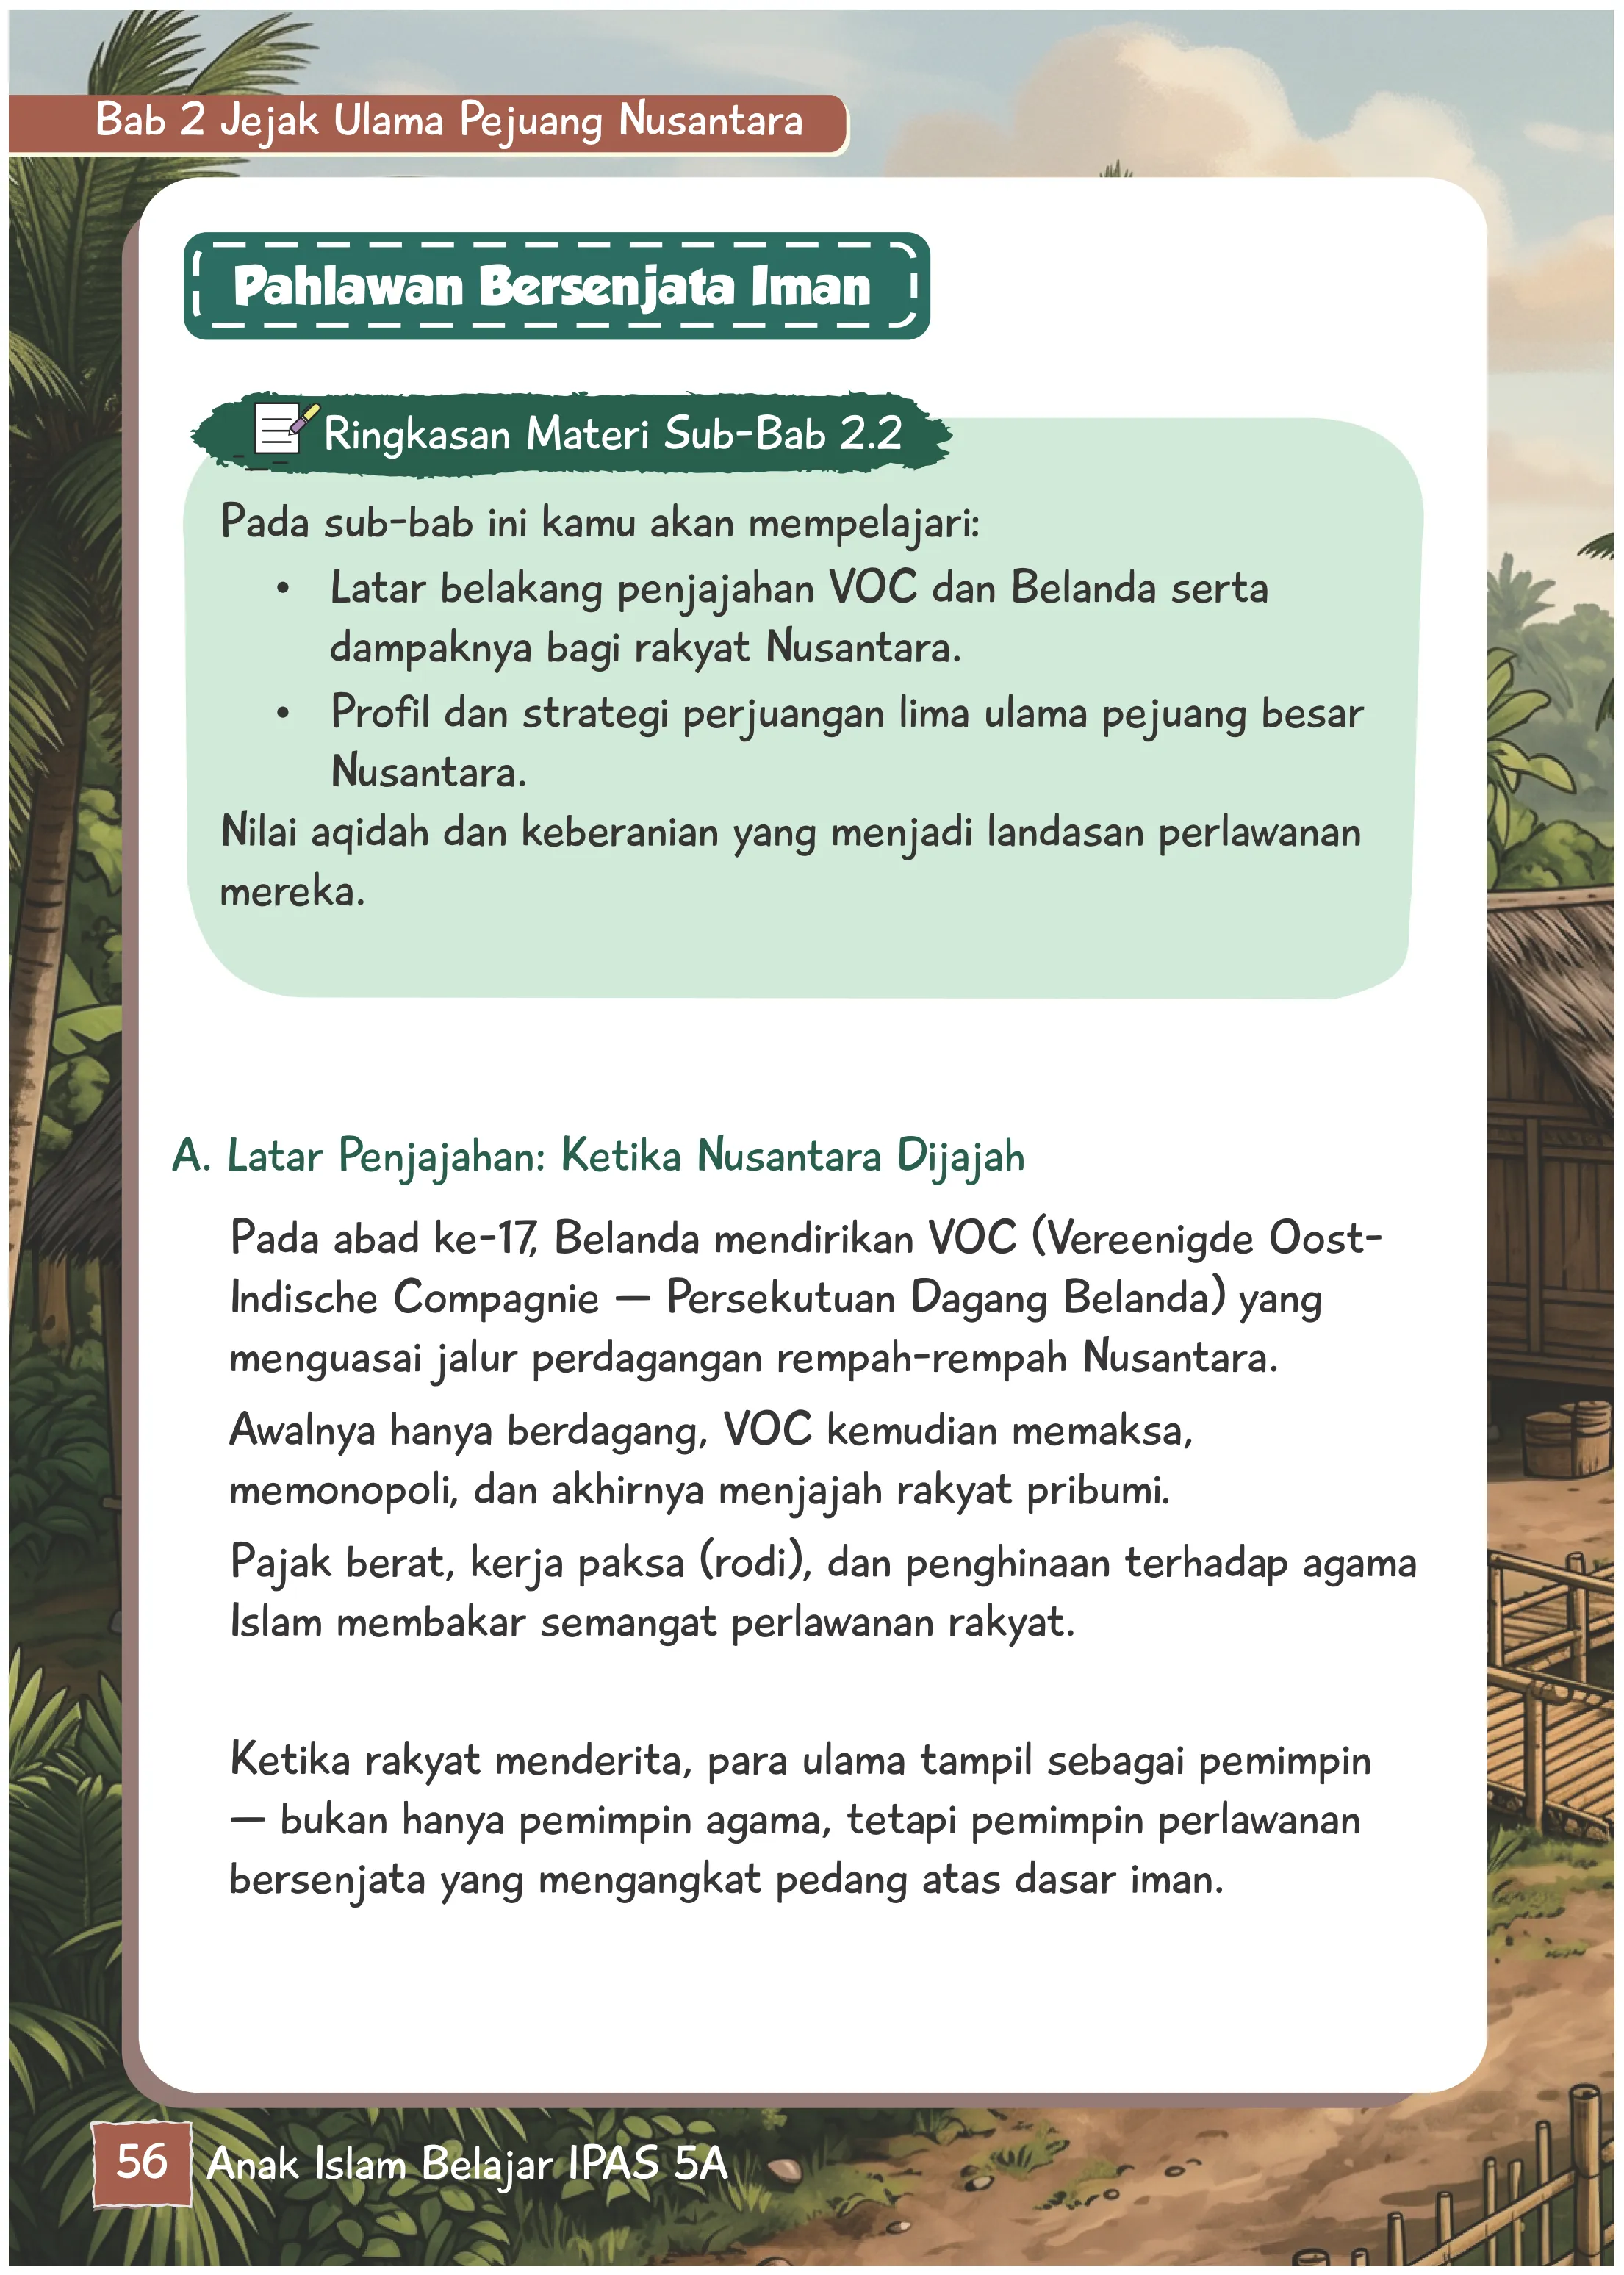 Bab 2 Jejak Ulama Pejuang Nusantara
Pahlawan Bersenjata Iman
Ringkasan Materi Sub-Bab 2.2
Pada sub-bab ini kamu akan mempelajari:
• Latar belakang penjajahan VOC dan Belanda serta
dampaknya bagi rakyat Nusantara.
• Profil dan strategi perjuangan lima ulama pejuang besar
Nusantara.
Nilai aqidah dan keberanian yang menjadi landasan perlawanan
mereka.
A. Latar Penjajahan: Ketika Nusantara Dijajah
Pada abad ke-17, Belanda mendirikan VOC (Vereenigde Oost-
Indische Compagnie — Persekutuan Dagang Belanda) yang
menguasai jalur perdagangan rempah-rempah Nusantara.
Awalnya hanya berdagang, VOC kemudian memaksa,
memonopoli, dan akhirnya menjajah rakyat pribumi.
Pajak berat, kerja paksa (rodi), dan penghinaan terhadap agama
Islam membakar semangat perlawanan rakyat.
Ketika rakyat menderita, para ulama tampil sebagai pemimpin
— bukan hanya pemimpin agama, tetapi pemimpin perlawanan
bersenjata yang mengangkat pedang atas dasar iman.
56 Anak Islam Belajar IPAS 5A